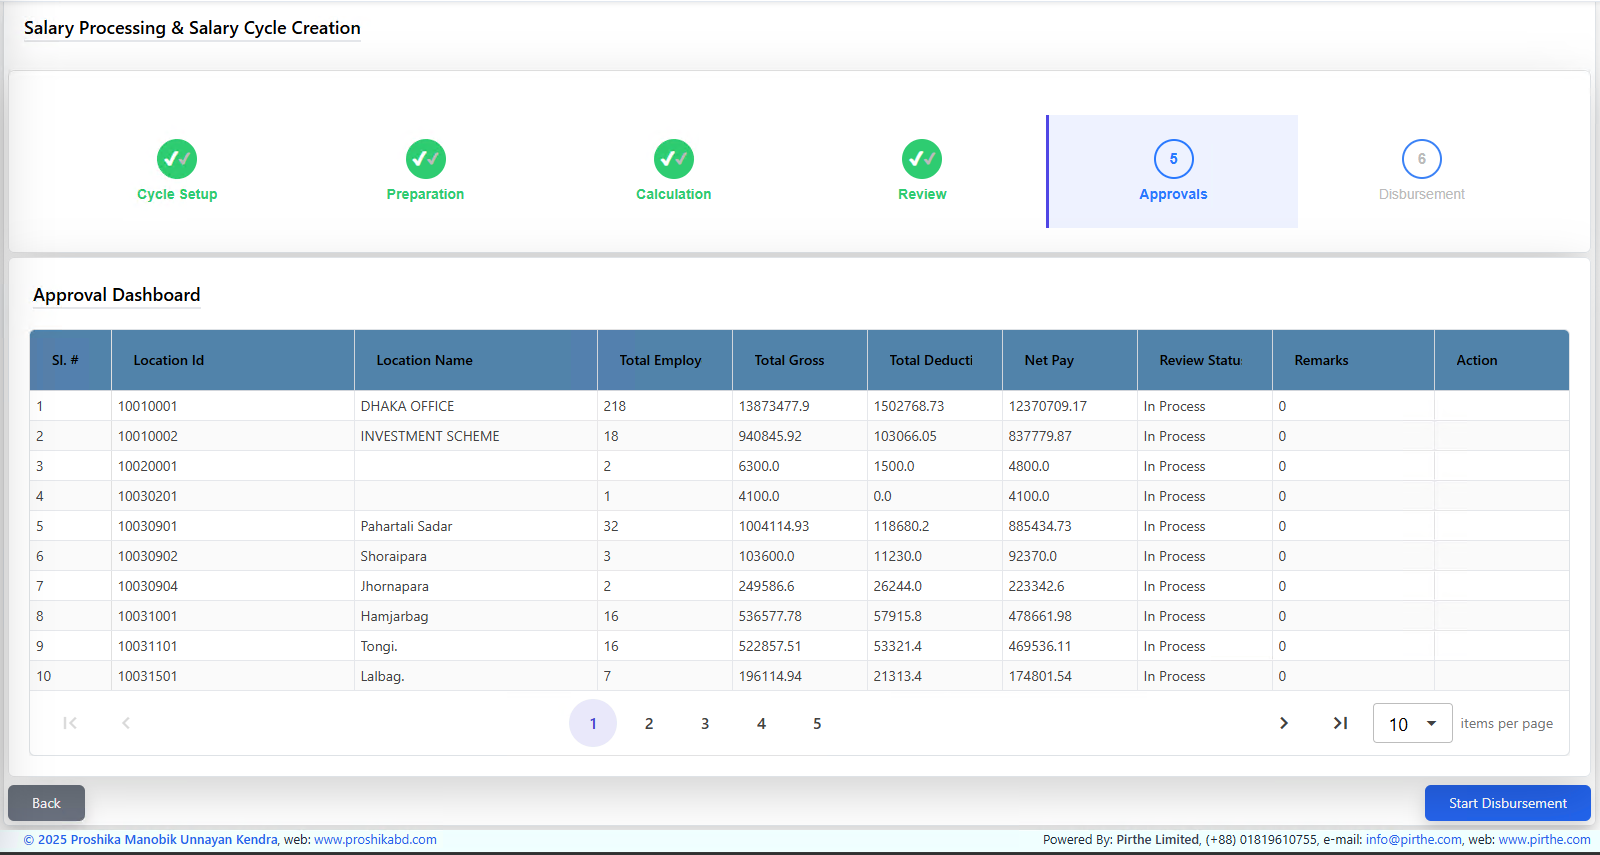 Salary Processing & Salary Cycle Creation
Cycle Setup
Preparation
Calculation
Review
5
Approvals
6
Disbursement
Approval Dashboard
Sl. # Location Id Location Name Total Employ Total Gross Total Deducti Net Pay Review Statu Remarks Action
1 10010001 DHAKA OFFICE 218 13873477.9 1502768.73 12370709.17 In Process 0
2 10010002 INVESTMENT SCHEME 18 940845.92 103066.05 837779.87 In Process 0
3 10020001 2 6300.0 1500.0 4800.0 In Process 0
4 10030201 1 4100.0 0.0 4100.0 In Process 0
5 10030901 Pahartali Sadar 32 1004114.93 118680.2 885434.73 In Process 0
6 10030902 Shoraipara 3 103600.0 11230.0 92370.0 In Process 0
7 10030904 Jhornapara 2 249586.6 26244.0 223342.6 In Process 0
8 10031001 Hamjarbag 16 536577.78 57915.8 478661.98 In Process 0
9 10031101 Tongi. 16 522857.51 53321.4 469536.11 In Process 0
10 10031501 Lalbag. 7 196114.94 21313.4 174801.54 In Process 0
1 2 3 4 5 10 items per page
Back Start Disbursement
© 2025 Proshika Manobik Unnayan Kendra, web: www.proshikabd.com Powered By: Pirthe Limited, (+88) 01819610755, e-mail: info@pirthe.com, web: www.pirthe.com